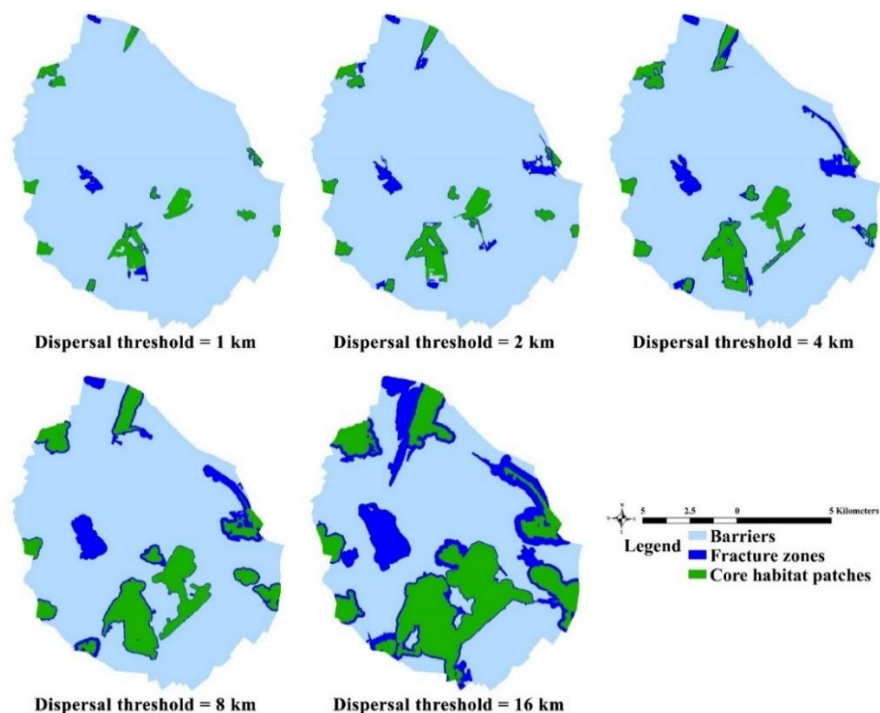 Dispersal threshold = 1 km
Dispersal threshold = 2 km
Dispersal threshold = 4 km
Dispersal threshold = 8 km
Dispersal threshold = 16 km
5 2.5 0 5 Kilometers
Legend
Barriers
Fracture zones
Core habitat patches